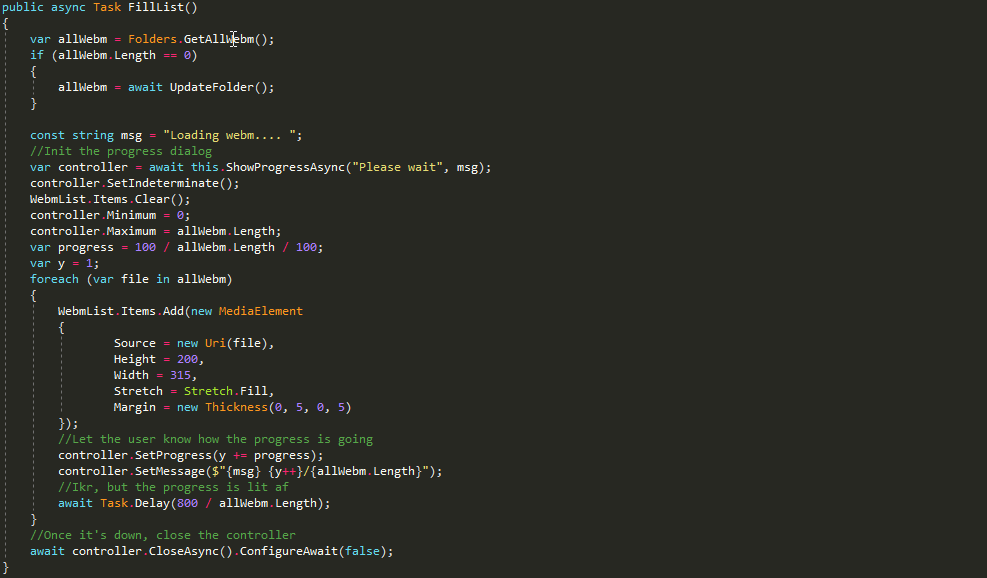 public async Task FillList()
{
    var allWebm = Folders.GetAllWebm();
    if (allWebm.Length == 0)
    {
        allWebm = await UpdateFolder();
    }
    const string msg = "Loading webm.... ";
    //Init the progress dialog
    var controller = await this.ShowProgressAsync("Please wait", msg);
    controller.SetIndeterminate();
    WebmList.Items.Clear();
    controller.Minimum = 0;
    controller.Maximum = allWebm.Length;
    var progress = 100 / allWebm.Length / 100;
    var y = 1;
    foreach (var file in allWebm)
    {
        WebmList.Items.Add(new MediaElement
        {
                Source = new Uri(file),
                Height = 200,
                Width = 315,
                Stretch = Stretch.Fill,
                Margin = new Thickness(0, 5, 0, 5)
        });
        //Let the user know how the progress is going
        controller.SetProgress(y += progress);
        controller.SetMessage($"{msg} {y++}/{allWebm.Length}");
        //Ikr, but the progress is lit af
        await Task.Delay(800 / allWebm.Length);
    }
    //Once it's down, close the controller
    await controller.CloseAsync().ConfigureAwait(false);
}